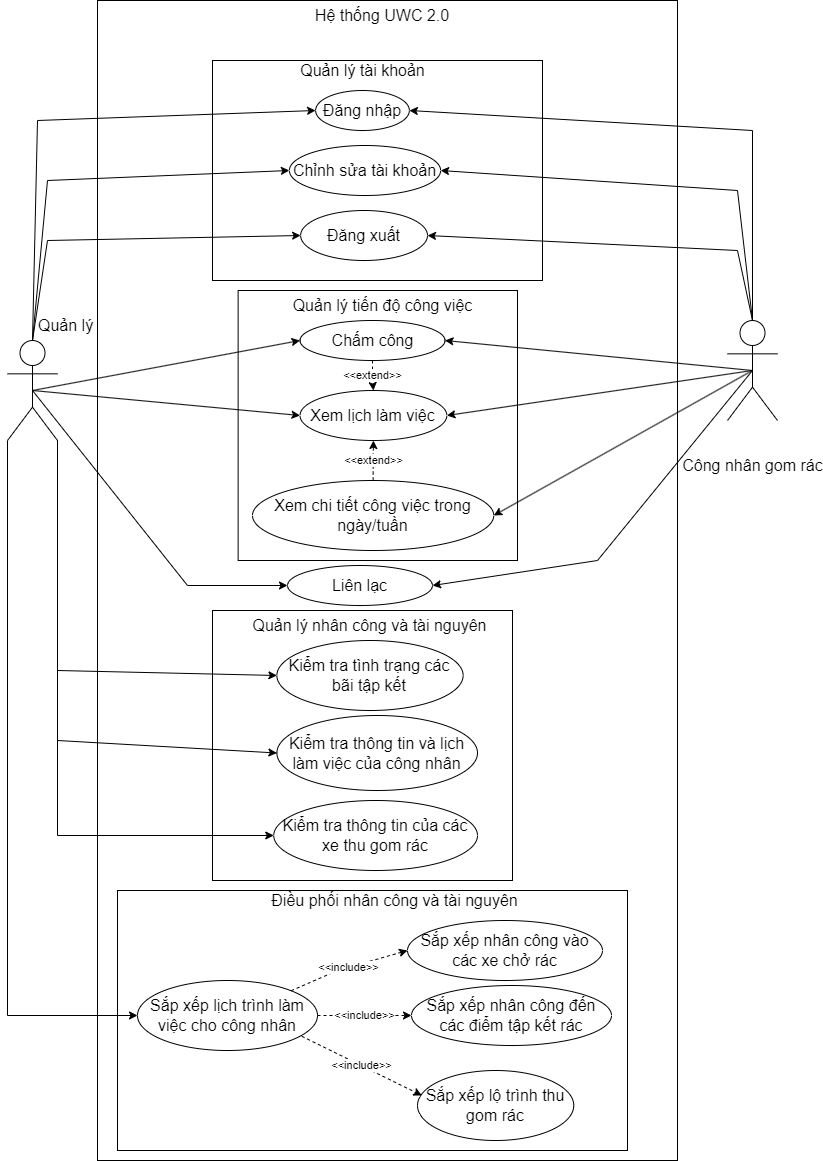 Hệ thống UWC 2.0
Quản lý tài khoản
Đăng nhập
Chỉnh sửa tài khoản
Đăng xuất
Quản lý
Quản lý tiến độ công việc
Chấm công
<<extend>>
Xem lịch làm việc
<<extend>>
Công nhân gom rác
Xem chi tiết công việc trong
ngày/tuần
Liên lạc
Quản lý nhân công và tài nguyên
Kiểm tra tình trạng các
bãi tập kết
Kiểm tra thông tin và lịch
làm việc của công nhân
Kiểm tra thông tin của các
xe thu gom rác
Điều phối nhân công và tài nguyên
Sắp xếp nhân công vào
các xe chở rác
<<include>>
Sắp xếp lịch trình làm
việc cho công nhân
<<include>>
Sắp xếp nhân công đến
các điểm tập kết rác
<<include>>
Sắp xếp lộ trình thu
gom rác